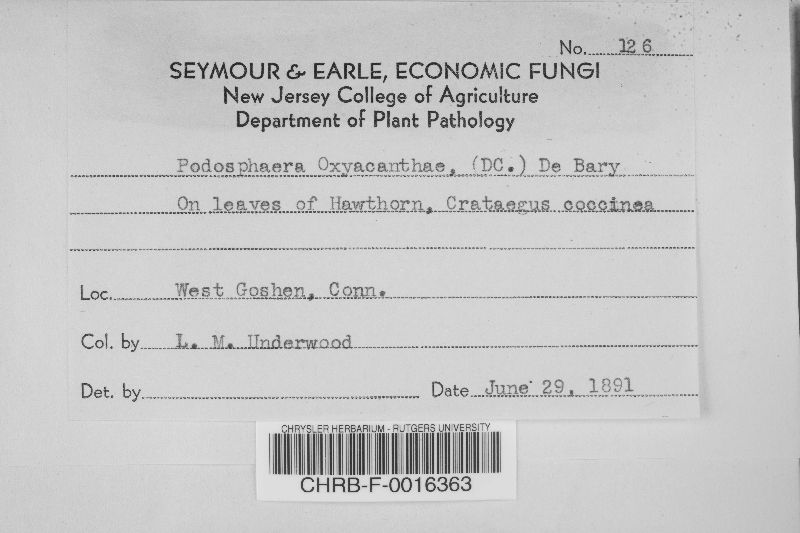 No. 126
SEYMOUR & EARLE, ECONOMIC FUNGI
New Jersey College of Agriculture
Department of Plant Pathology
Podosphaera Oxyacanthae, (DC.) De Bary
On leaves of Hawthorn, Crataegus coccinea
Loc. West Goshen, Conn.
Col. by L. M. Underwood
Det. by
Date June 29, 1891
CHRYSLER HERBARIUM - RUTGERS UNIVERSITY
CHRB-F-0016363